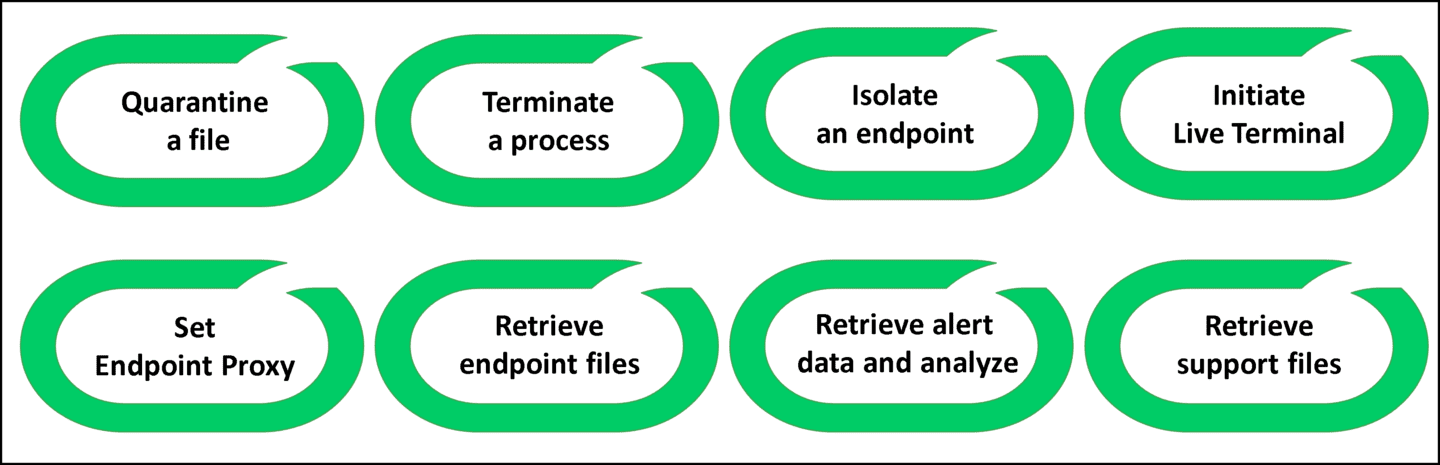 Quarantine
a file
Terminate
a process
Isolate
an endpoint
Initiate
Live Terminal
Set
Endpoint Proxy
Retrieve
endpoint files
Retrieve alert
data and analyze
Retrieve
support files